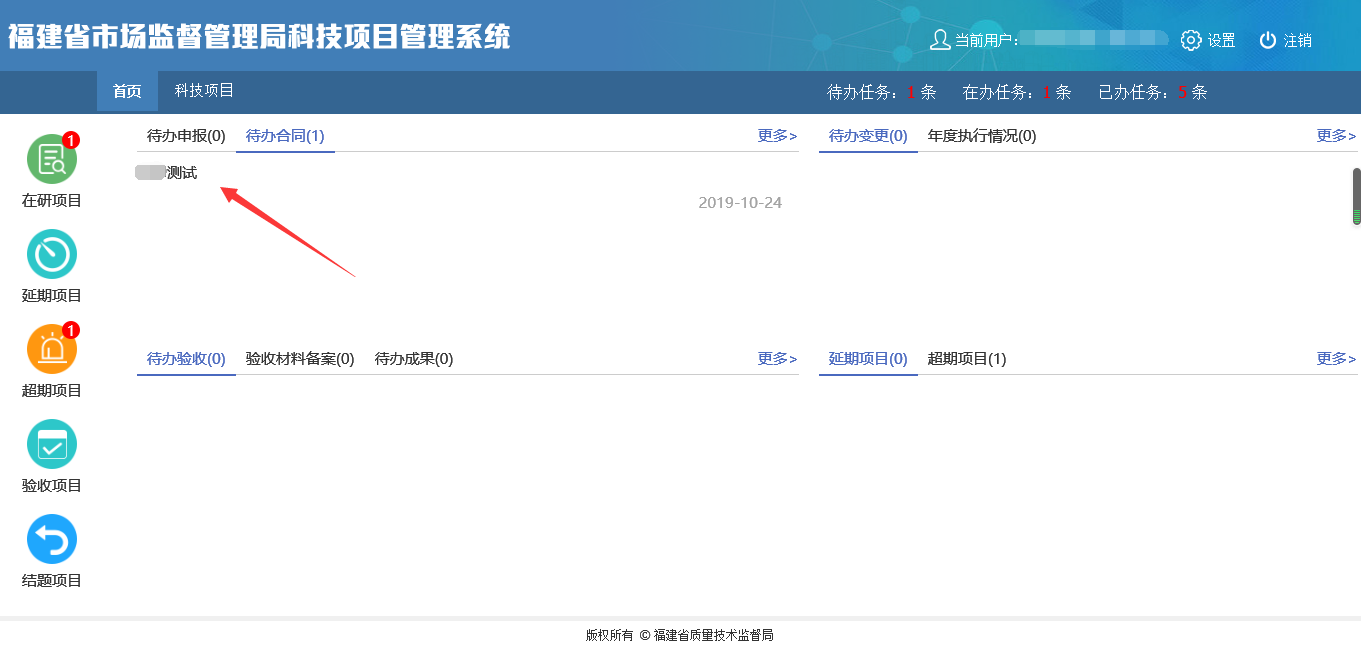 福建省市场监督管理局科技项目管理系统
当前用户: 设置 注销
首页 科技项目 待办任务: 1 条 在办任务: 1 条 已办任务: 5 条
1
在研项目
延期项目
1
超期项目
验收项目
结题项目
待办申报(0) 待办合同(1) 更多>
测试
2019-10-24
待办变更(0) 年度执行情况(0) 更多>
待办验收(0) 验收材料备案(0) 待办成果(0) 更多>
延期项目(0) 超期项目(1) 更多>
版权所有 © 福建省质量技术监督局